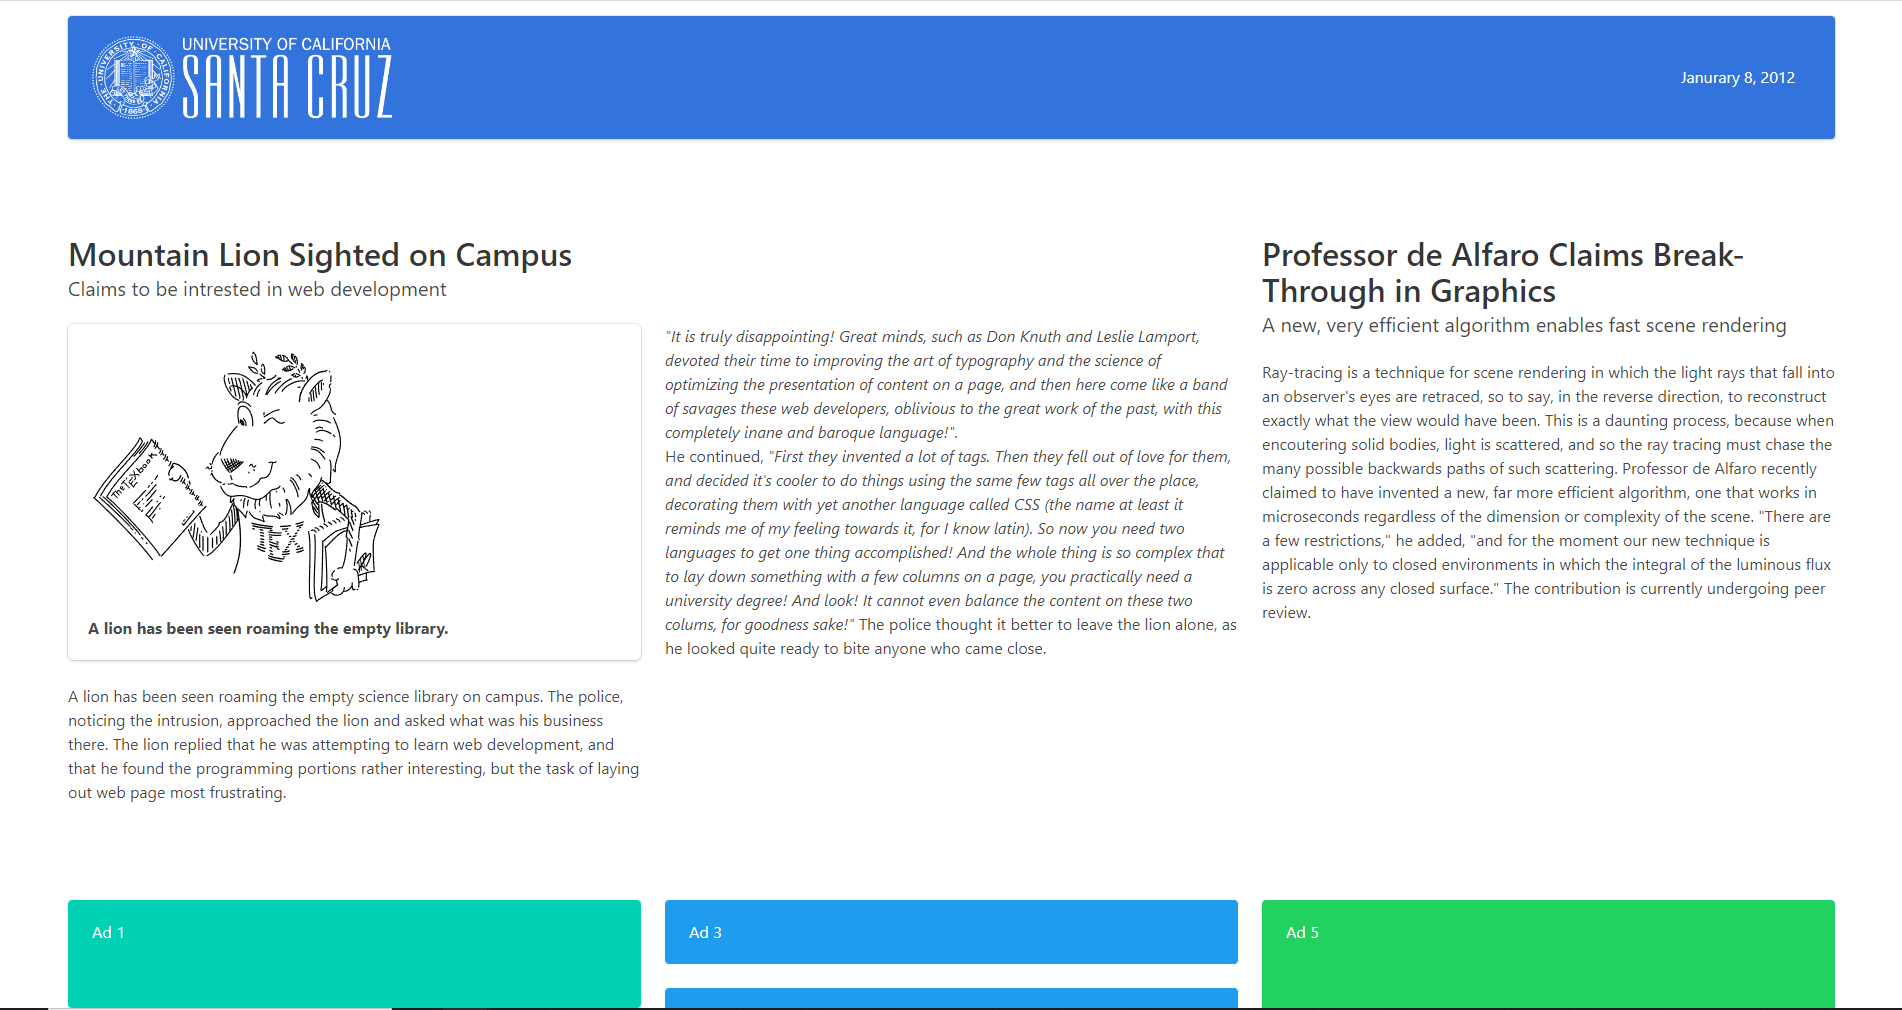 THE · UNIVERSITY · OF · CALIFORNIA
· 1868 ·
UNIVERSITY OF CALIFORNIA
SANTA CRUZ
Janurary 8, 2012
Mountain Lion Sighted on Campus
Claims to be intrested in web development
The TEXbook
TEX
A lion has been seen roaming the empty library.
A lion has been seen roaming the empty science library on campus. The police,
noticing the intrusion, approached the lion and asked what was his business
there. The lion replied that he was attempting to learn web development, and
that he found the programming portions rather interesting, but the task of laying
out web page most frustrating.
"It is truly disappointing! Great minds, such as Don Knuth and Leslie Lamport,
devoted their time to improving the art of typography and the science of
optimizing the presentation of content on a page, and then here come like a band
of savages these web developers, oblivious to the great work of the past, with this
completely inane and baroque language!".
He continued, "First they invented a lot of tags. Then they fell out of love for them,
and decided it's cooler to do things using the same few tags all over the place,
decorating them with yet another language called CSS (the name at least it
reminds me of my feeling towards it, for I know latin). So now you need two
languages to get one thing accomplished! And the whole thing is so complex that
to lay down something with a few columns on a page, you practically need a
university degree! And look! It cannot even balance the content on these two
colums, for goodness sake!" The police thought it better to leave the lion alone, as
he looked quite ready to bite anyone who came close.
Professor de Alfaro Claims Break-
Through in Graphics
A new, very efficient algorithm enables fast scene rendering
Ray-tracing is a technique for scene rendering in which the light rays that fall into
an observer's eyes are retraced, so to say, in the reverse direction, to reconstruct
exactly what the view would have been. This is a daunting process, because when
encoutering solid bodies, light is scattered, and so the ray tracing must chase the
many possible backwards paths of such scattering. Professor de Alfaro recently
claimed to have invented a new, far more efficient algorithm, one that works in
microseconds regardless of the dimension or complexity of the scene. "There are
a few restrictions," he added, "and for the moment our new technique is
applicable only to closed environments in which the integral of the luminous flux
is zero across any closed surface." The contribution is currently undergoing peer
review.
Ad 1
Ad 3
Ad 5